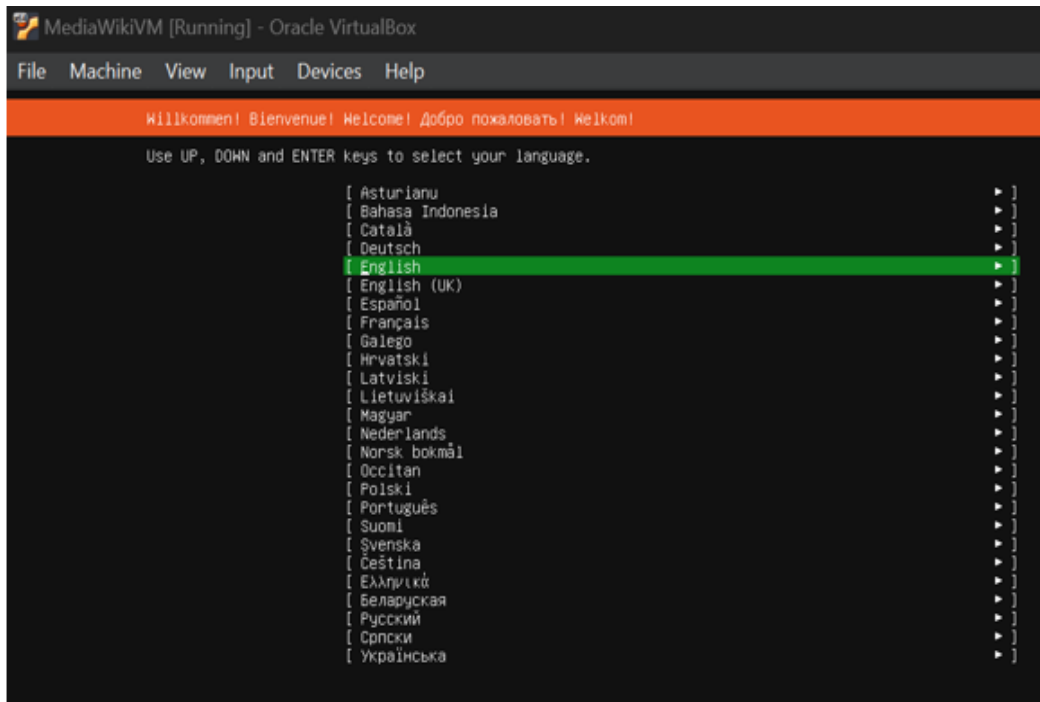 MediaWikiVM [Running] - Oracle VirtualBox
File Machine View Input Devices Help
Willkommen! Bienvenue! Welcome! Добро пожаловать! Welkom!
Use UP, DOWN and ENTER keys to select your language.
[ Asturianu ► ]
[ Bahasa Indonesia ► ]
[ Català ► ]
[ Deutsch ► ]
[ English ► ]
[ English (UK) ► ]
[ Español ► ]
[ Français ► ]
[ Galego ► ]
[ Hrvatski ► ]
[ Latviski ► ]
[ Lietuviškai ► ]
[ Magyar ► ]
[ Nederlands ► ]
[ Norsk bokmål ► ]
[ Occitan ► ]
[ Polski ► ]
[ Português ► ]
[ Suomi ► ]
[ Svenska ► ]
[ Čeština ► ]
[ Ελληνικά ► ]
[ Беларуская ► ]
[ Русский ► ]
[ Српски ► ]
[ Українська ► ]